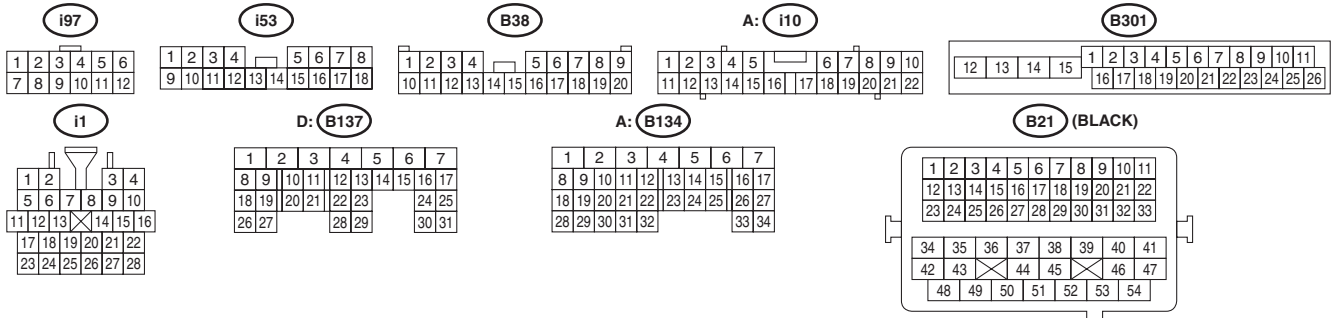 i97
1 2 3 4 5 6
7 8 9 10 11 12
i53
1 2 3 4 5 6 7 8
9 10 11 12 13 14 15 16 17 18
B38
1 2 3 4 5 6 7 8 9
10 11 12 13 14 15 16 17 18 19 20
A: i10
1 2 3 4 5 6 7 8 9 10
11 12 13 14 15 16 17 18 19 20 21 22
B301
1 2 3 4 5 6 7 8 9 10 11
12 13 14 15
16 17 18 19 20 21 22 23 24 25 26
i1
1 2 3 4
5 6 7 8 9 10
11 12 13 14 15 16
17 18 19 20 21 22
23 24 25 26 27 28
D: B137
1 2 3 4 5 6 7
8 9 10 11 12 13 14 15 16 17
18 19 20 21 22 23 24 25
26 27 28 29 30 31
A: B134
1 2 3 4 5 6 7
8 9 10 11 12 13 14 15 16 17
18 19 20 21 22 23 24 25 26 27
28 29 30 31 32 33 34
B21 (BLACK)
1 2 3 4 5 6 7 8 9 10 11
12 13 14 15 16 17 18 19 20 21 22
23 24 25 26 27 28 29 30 31 32 33
34 35 36 37 38 39 40 41
42 43 44 45 46 47
48 49 50 51 52 53 54